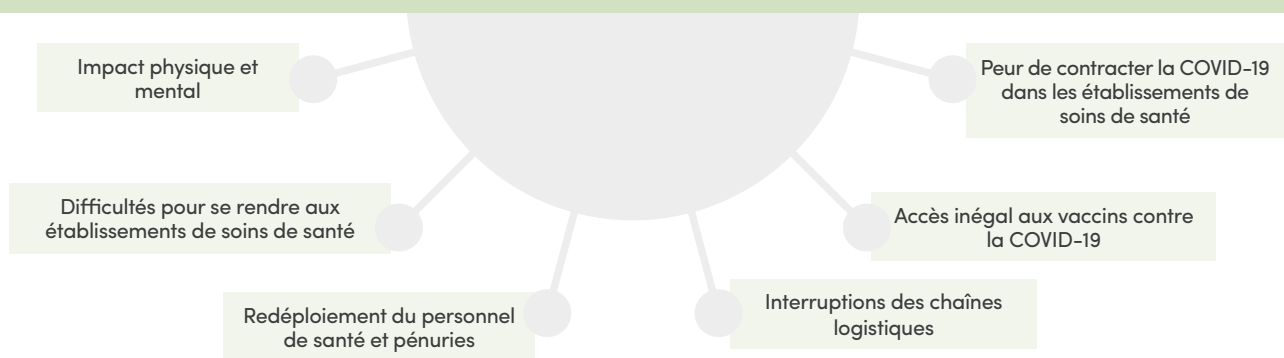 Impact physique et
mental
Peur de contracter la COVID-19
dans les établissements de
soins de santé
Difficultés pour se rendre aux
établissements de soins de santé
Accès inégal aux vaccins contre
la COVID-19
Redéploiement du personnel
de santé et pénuries
Interruptions des chaînes
logistiques